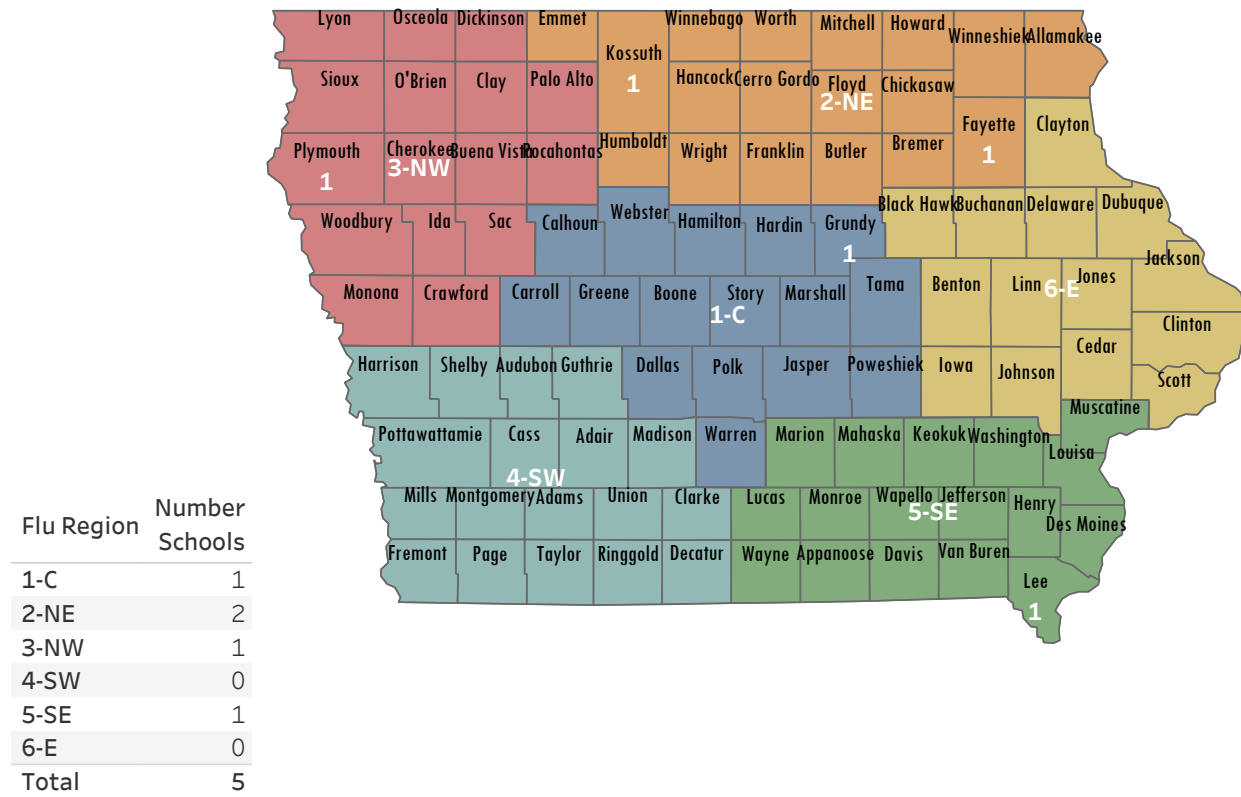 Lyon Osceola Dickinson Emmet Winnebago Worth Mitchell Howard Winneshiek Allamakee
Kossuth
Sioux O'Brien Clay Palo Alto 1 Hancock Cerro Gordo Floyd Chickasaw
2-NE
Plymouth Cherokee Buena Vista Pocahontas Humboldt Wright Franklin Butler Bremer Fayette Clayton
1 3-NW 1
Woodbury Ida Sac Calhoun Webster Hamilton Hardin Grundy Black Hawk Buchanan Delaware Dubuque
1
Jackson
Monona Crawford Carroll Greene Boone Story Marshall Tama Benton Linn Jones
6-E
1-C Clinton
Harrison Shelby Audubon Guthrie Dallas Polk Jasper Poweshiek Iowa Johnson Cedar Scott
Muscatine
Pottawattamie Cass Adair Madison Warren Marion Mahaska Keokuk Washington Louisa
4-SW
Mills Montgomery Adams Union Clarke Lucas Monroe Wapello Jefferson Henry Des Moines
5-SE
Fremont Page Taylor Ringgold Decatur Wayne Appanoose Davis Van Buren Lee
1
Flu Region Number Schools
1-C 1
2-NE 2
3-NW 1
4-SW 0
5-SE 1
6-E 0
Total 5